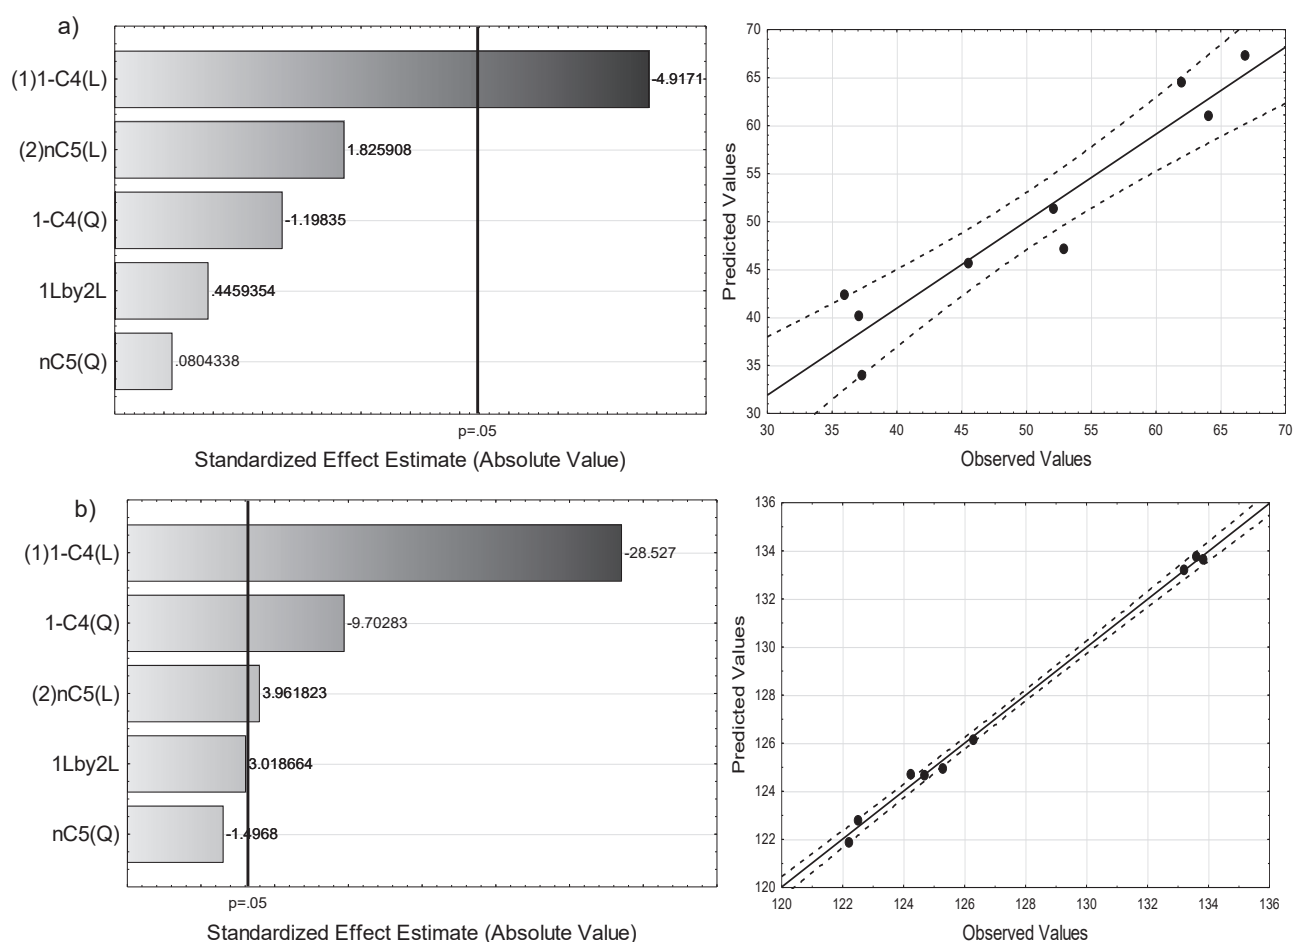 a)
(1)1-C4(L)
-4.9171
(2)nC5(L)
1.825908
1-C4(Q)
-1.19835
1Lby2L
.4459354
nC5(Q)
.0804338
p=.05
Standardized Effect Estimate (Absolute Value)
Predicted Values
70
65
60
55
50
45
40
35
30
30 35 40 45 50 55 60 65 70
Observed Values
b)
(1)1-C4(L)
-28.527
1-C4(Q)
-9.70283
(2)nC5(L)
3.961823
1Lby2L
3.018664
nC5(Q)
-1.4968
p=.05
Standardized Effect Estimate (Absolute Value)
Predicted Values
136
134
132
130
128
126
124
122
120
120 122 124 126 128 130 132 134 136
Observed Values